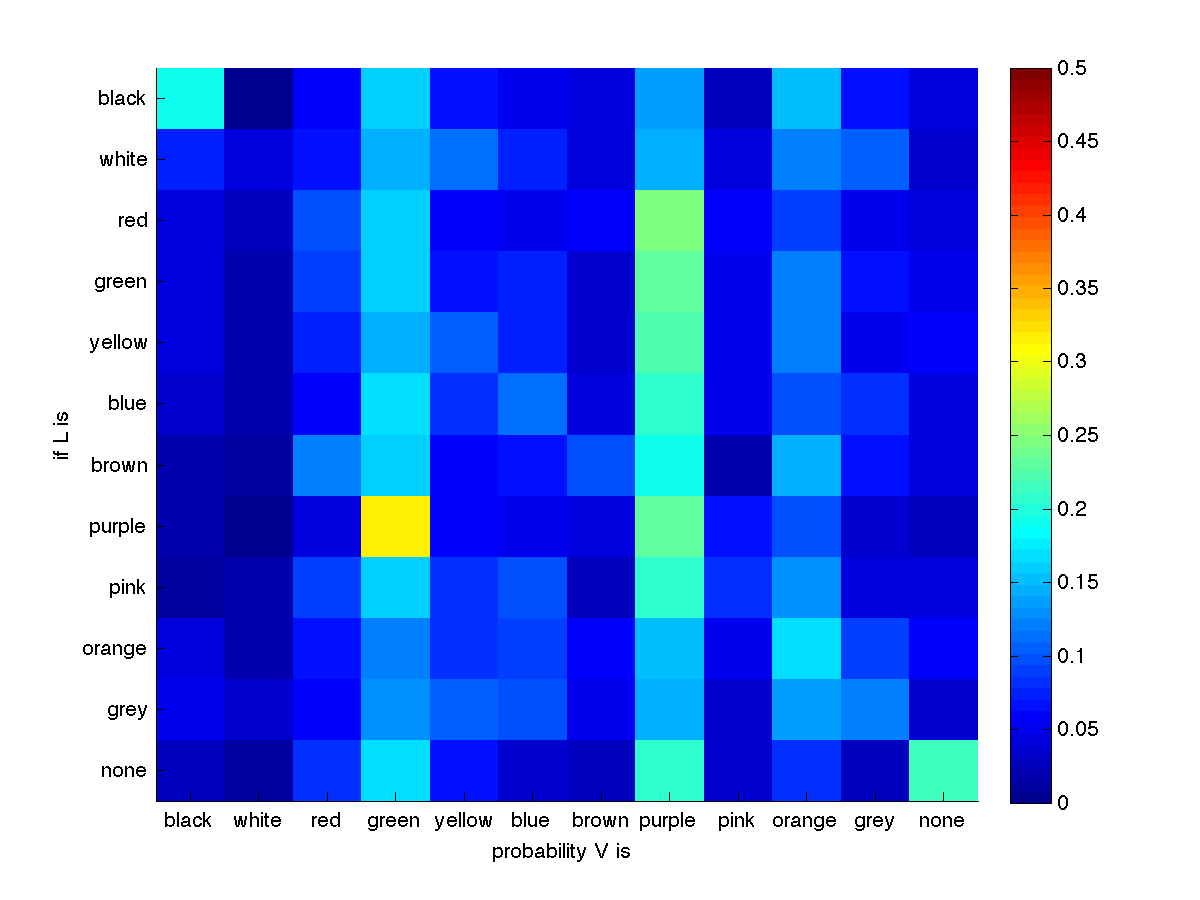 if L is
black
white
red
green
yellow
blue
brown
purple
pink
orange
grey
none
black white red green yellow blue brown purple pink orange grey none
probability V is
0.5
0.45
0.4
0.35
0.3
0.25
0.2
0.15
0.1
0.05
0